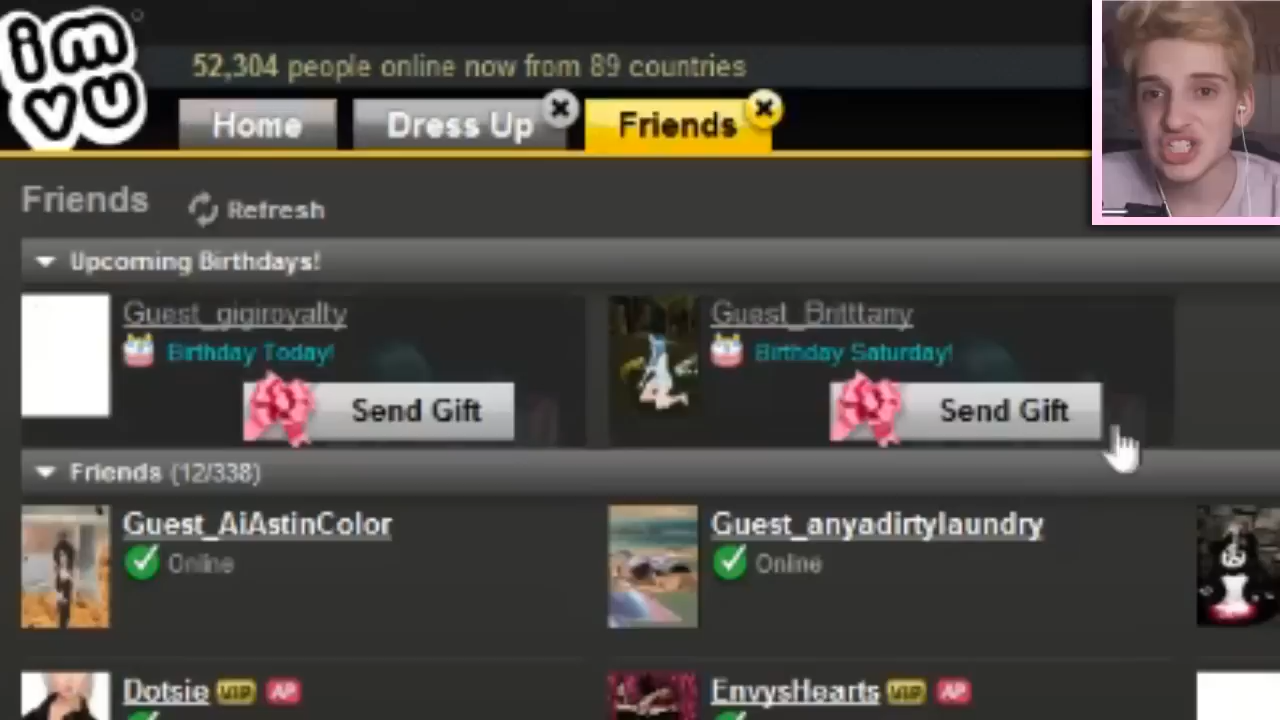 imvu
52,304 people online now from 89 countries
Home Dress Up Friends
Friends Refresh
Upcoming Birthdays!
Guest_gigiroyalty Guest_Brittany
Birthday Today! Birthday Saturday!
Send Gift Send Gift
Friends (12/338)
Guest_AiAstinColor Guest_anyadirtylaundry
Online Online
Dotsie VIP AP EnvysHearts VIP AP